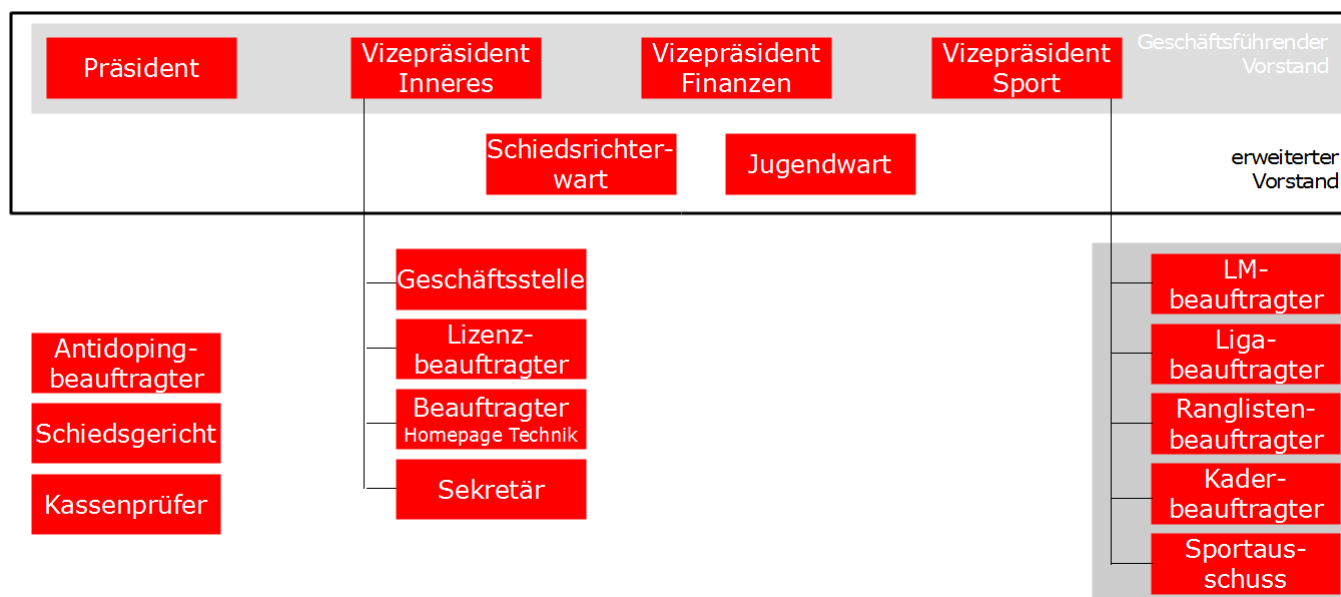 Präsident
Vizepräsident
Inneres
Vizepräsident
Finanzen
Vizepräsident
Sport
Geschäftsführender
Vorstand
Schiedsrichter-
wart
Jugendwart
erweiterter
Vorstand
Antidoping-
beauftragter
Schiedsgericht
Kassenprüfer
Geschäftsstelle
Lizenz-
beauftragter
Beauftragter
Homepage Technik
Sekretär
LM-
beauftragter
Liga-
beauftragter
Ranglisten-
beauftragter
Kader-
beauftragter
Sportaus-
schuss